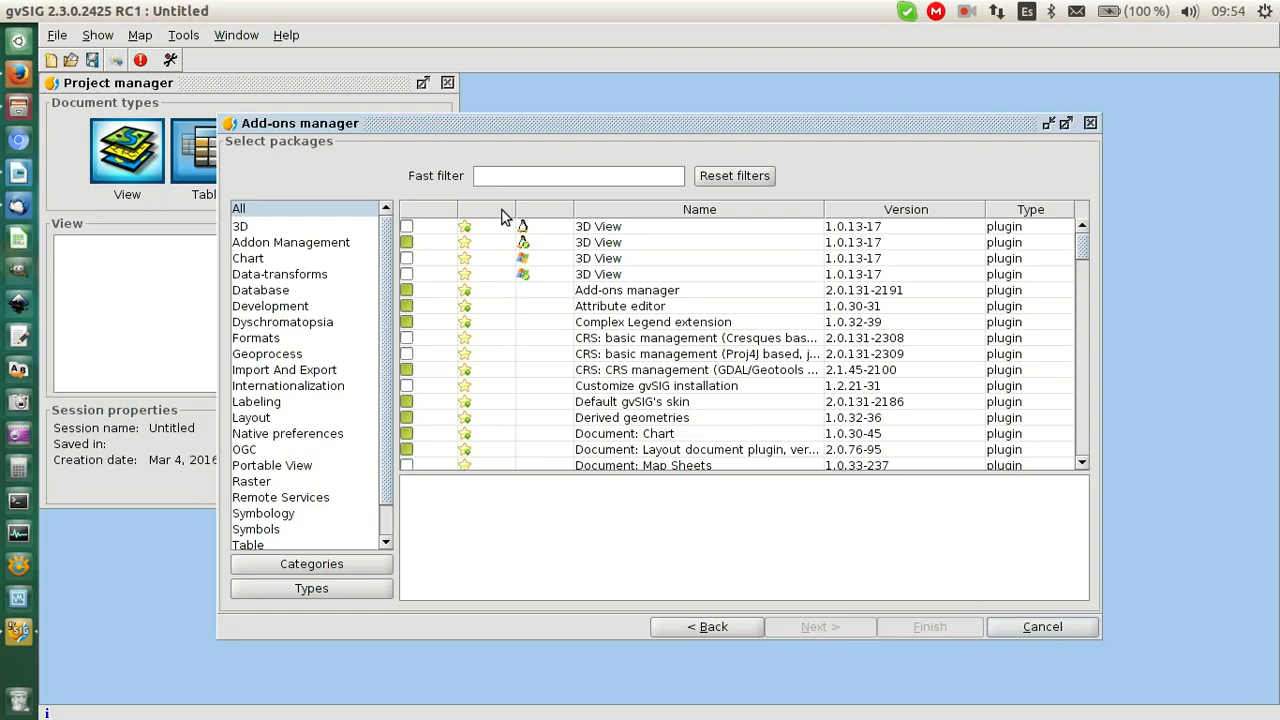 gvSIG 2.3.0.2425 RC1 : Untitled
Es
(100 %)
09:54
File Show Map Tools Window Help
Project manager
Document types
View
Tabl
View
Session properties
Session name: Untitled
Saved in:
Creation date: Mar 4, 2016
Add-ons manager
Select packages
Fast filter
Reset filters
All
3D
Addon Management
Chart
Data-transforms
Database
Development
Dyschromatopsia
Formats
Geoprocess
Import And Export
Internationalization
Labeling
Layout
Native preferences
OGC
Portable View
Raster
Remote Services
Symbology
Symbols
Table
Categories
Types
Name Version Type
3D View 1.0.13-17 plugin
3D View 1.0.13-17 plugin
3D View 1.0.13-17 plugin
3D View 1.0.13-17 plugin
Add-ons manager 2.0.131-2191 plugin
Attribute editor 1.0.30-31 plugin
Complex Legend extension 1.0.32-39 plugin
CRS: basic management (Cresques bas... 2.0.131-2308 plugin
CRS: basic management (Proj4J based, j... 2.0.131-2309 plugin
CRS: CRS management (GDAL/Geotools ... 2.1.45-2100 plugin
Customize gvSIG installation 1.2.21-31 plugin
Default gvSIG's skin 2.0.131-2186 plugin
Derived geometries 1.0.32-36 plugin
Document: Chart 1.0.30-45 plugin
Document: Layout document plugin, ver... 2.0.76-95 plugin
Document: Map Sheets 1.0.33-237 plugin
< Back
Next >
Finish
Cancel